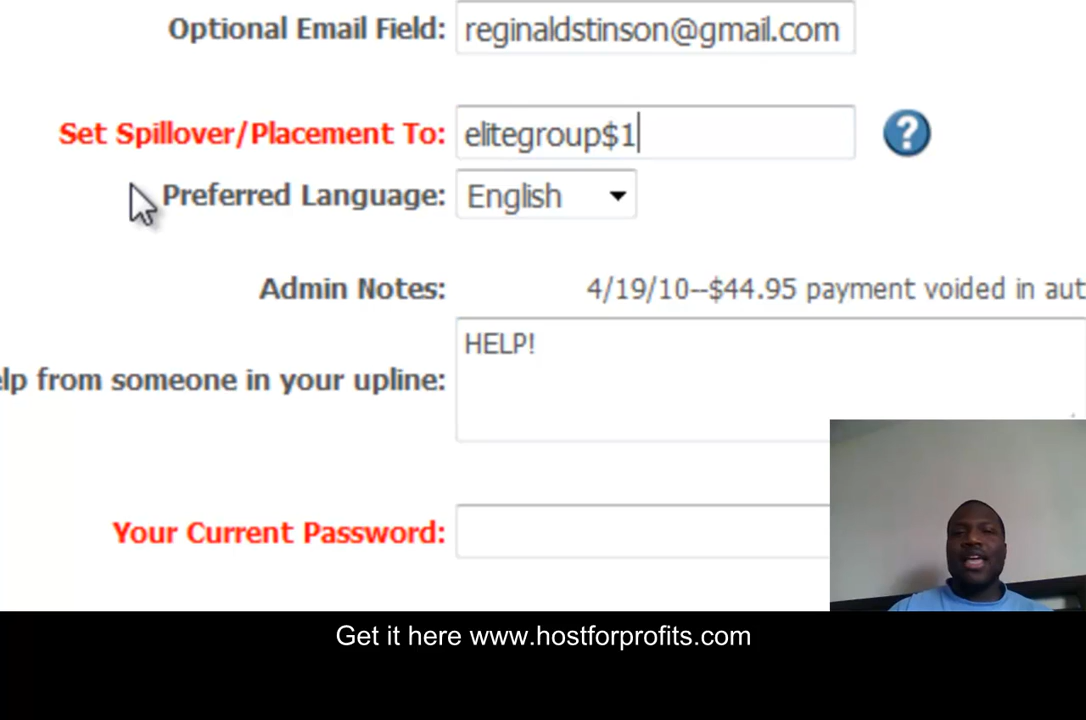 Optional Email Field: reginaldstinson@gmail.com
Set Spillover/Placement To: elitegroup$1 ?
Preferred Language: English
Admin Notes: 4/19/10--$44.95 payment voided in aut
HELP!
elp from someone in your upline:
Your Current Password:
Get it here www.hostforprofits.com